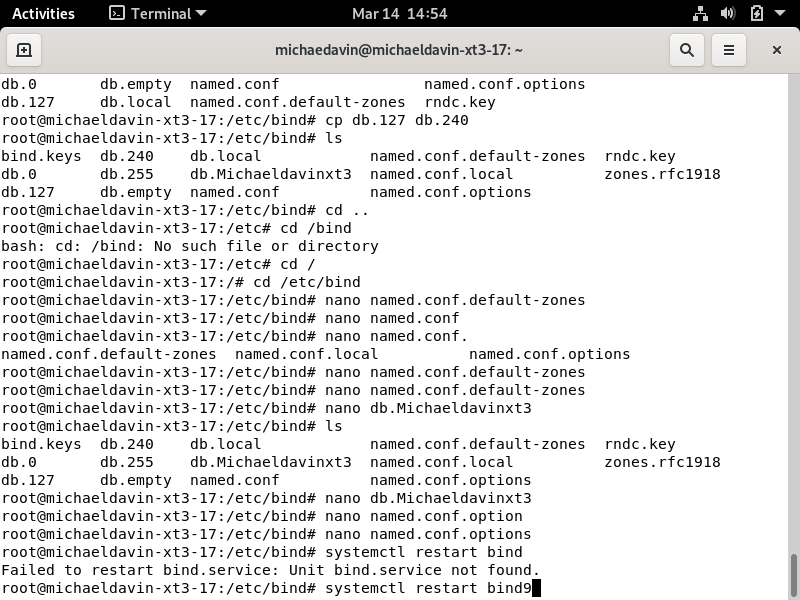 Activities Terminal Mar 14 14:54
michaedavin@michaeldavin-xt3-17: ~
db.0 db.empty named.conf named.conf.options
db.127 db.local named.conf.default-zones rndc.key
root@michaeldavin-xt3-17:/etc/bind# cp db.127 db.240
root@michaeldavin-xt3-17:/etc/bind# ls
bind.keys db.240 db.local named.conf.default-zones rndc.key
db.0 db.255 db.Michaeldavinxt3 named.conf.local zones.rfc1918
db.127 db.empty named.conf named.conf.options
root@michaeldavin-xt3-17:/etc/bind# cd ..
root@michaeldavin-xt3-17:/etc# cd /bind
bash: cd: /bind: No such file or directory
root@michaeldavin-xt3-17:/etc# cd /
root@michaeldavin-xt3-17:/# cd /etc/bind
root@michaeldavin-xt3-17:/etc/bind# nano named.conf.default-zones
root@michaeldavin-xt3-17:/etc/bind# nano named.conf
root@michaeldavin-xt3-17:/etc/bind# nano named.conf.
named.conf.default-zones named.conf.local named.conf.options
root@michaeldavin-xt3-17:/etc/bind# nano named.conf.default-zones
root@michaeldavin-xt3-17:/etc/bind# nano named.conf.default-zones
root@michaeldavin-xt3-17:/etc/bind# nano db.Michaeldavinxt3
root@michaeldavin-xt3-17:/etc/bind# ls
bind.keys db.240 db.local named.conf.default-zones rndc.key
db.0 db.255 db.Michaeldavinxt3 named.conf.local zones.rfc1918
db.127 db.empty named.conf named.conf.options
root@michaeldavin-xt3-17:/etc/bind# nano db.Michaeldavinxt3
root@michaeldavin-xt3-17:/etc/bind# nano named.conf.option
root@michaeldavin-xt3-17:/etc/bind# nano named.conf.options
root@michaeldavin-xt3-17:/etc/bind# systemctl restart bind
Failed to restart bind.service: Unit bind.service not found.
root@michaeldavin-xt3-17:/etc/bind# systemctl restart bind9